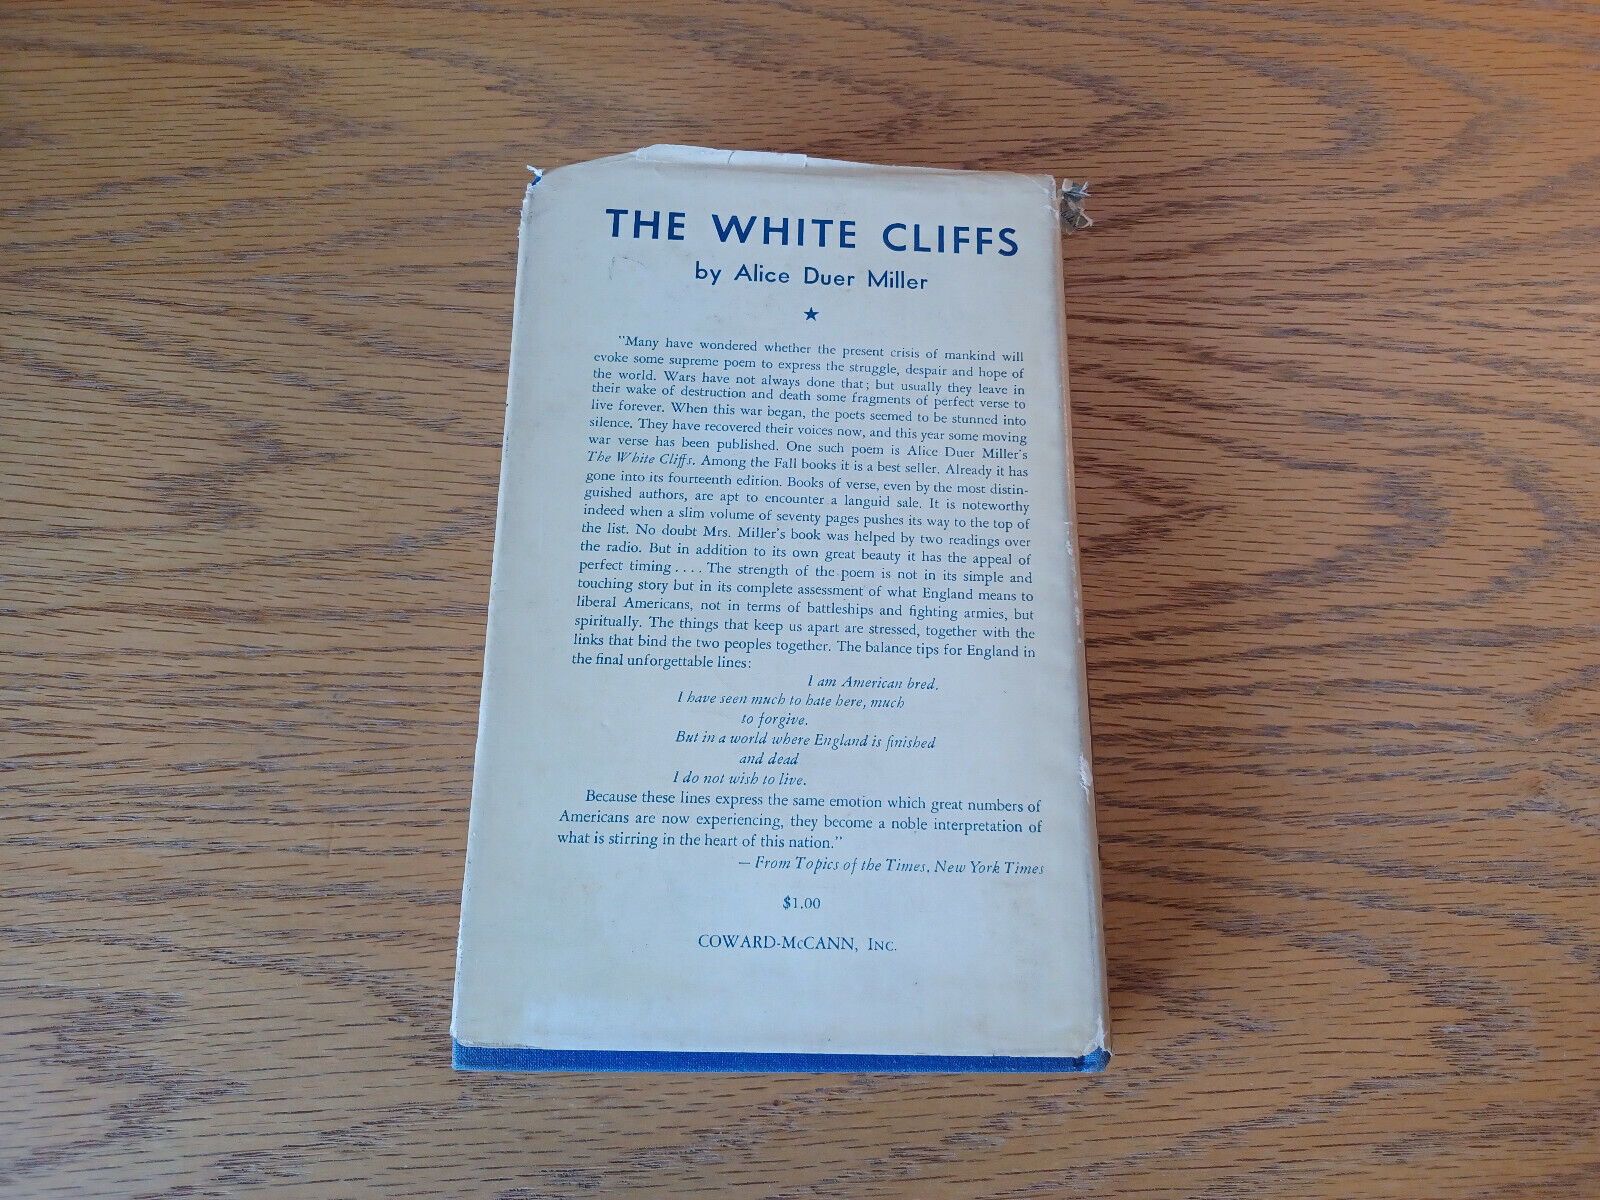 THE WHITE CLIFFS
by Alice Duer Miller
★
"Many have wondered whether the present crisis of mankind will
evoke some supreme poem to express the struggle, despair and hope of
the world. Wars have not always done that; but usually they leave in
their wake of destruction and death some fragments of perfect verse to
live forever. When this war began, the poets seemed to be stunned into
silence. They have recovered their voices now, and this year some moving
war verse has been published. One such poem is Alice Duer Miller's
The White Cliffs. Among the Fall books it is a best seller. Already it has
gone into its fourteenth edition. Books of verse, even by the most distin-
guished authors, are apt to encounter a languid sale. It is noteworthy
indeed when a slim volume of seventy pages pushes its way to the top of
the list. No doubt Mrs. Miller's book was helped by two readings over
the radio. But in addition to its own great beauty it has the appeal of
perfect timing . . . . The strength of the poem is not in its simple and
touching story but in its complete assessment of what England means to
liberal Americans, not in terms of battleships and fighting armies, but
spiritually. The things that keep us apart are stressed, together with the
links that bind the two peoples together. The balance tips for England in
the final unforgettable lines:
I am American bred.
I have seen much to hate here, much
to forgive.
But in a world where England is finished
and dead
I do not wish to live.
Because these lines express the same emotion which great numbers of
Americans are now experiencing, they become a noble interpretation of
what is stirring in the heart of this nation."
— From Topics of the Times, New York Times
$1.00
COWARD-McCANN, INC.